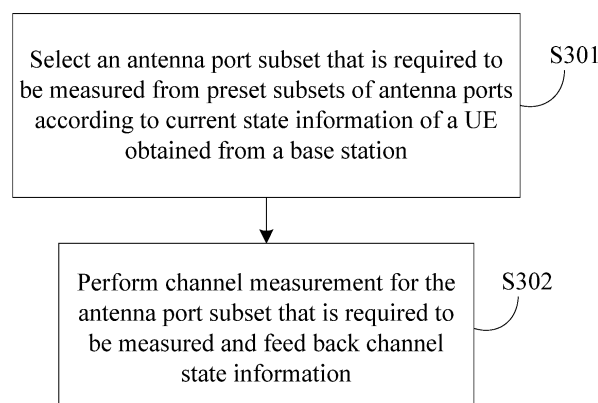 Select an antenna port subset that is required to
be measured from preset subsets of antenna ports
according to current state information of a UE
obtained from a base station
S301
Perform channel measurement for the
antenna port subset that is required to
be measured and feed back channel
state information
S302